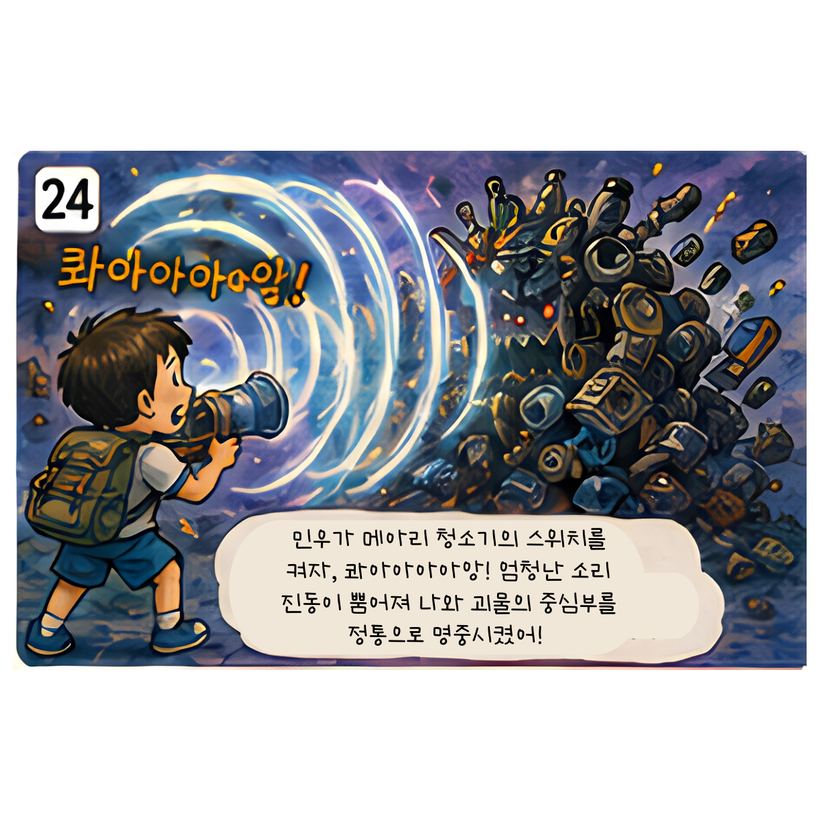 24
콰아아아ㅇ앎!
민우가 메아리 청소기의 스위치를
켜자, 콰아아아아앙! 엄청난 소리
진동이 뿜어져 나와 괴물의 중심부를
정통으로 명중시켰어!